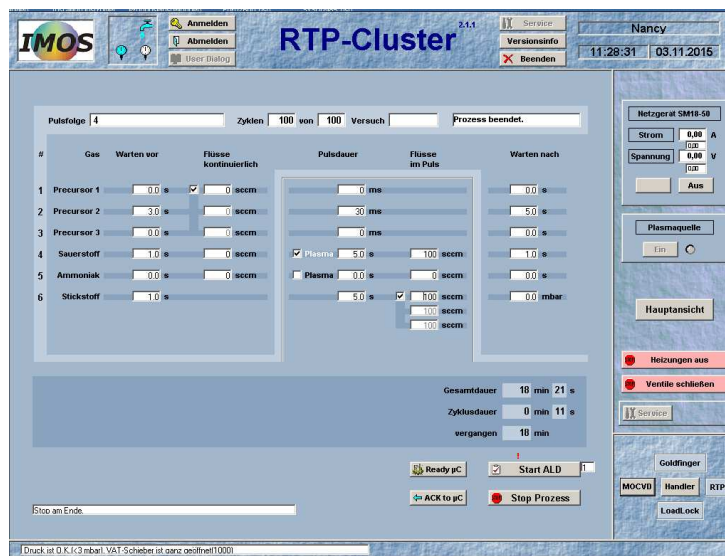 IMOS
Anmelden
Abmelden
User Dialog
RTP-Cluster 2.1.1
Service
Versionsinfo
Beenden
Nancy
11:28:31 03.11.2015
Pulsfolge 4 Zyklen 100 von 100 Versuch Prozess beendet.
# Gas Warten vor Flüsse kontinuierlich Pulsdauer Flüsse im Puls Warten nach
1 Precursor 1 0.0 s 0 sccm 0 ms 0.0 s
2 Precursor 2 3.0 s 0 sccm 30 ms 5.0 s
3 Precursor 3 0.0 s 0 sccm 0 ms 0.0 s
4 Sauerstoff 1.0 s 0 sccm Plasma 5.0 s 100 sccm 1.0 s
5 Ammoniak 0.0 s 0 sccm Plasma 0.0 s 0 sccm 0.0 s
6 Stickstoff 1.0 s 5.0 s 100 sccm 0.0 mbar
100 sccm
100 sccm
Gesamtdauer 18 min 21 s
Zyklusdauer 0 min 11 s
vergangen 18 min
!
Ready µC Start ALD 1
ACK to µC Stop Prozess
Stop am Ende.
Druck ist O.K.(<3 mbar). VAT-Schieber ist ganz geöffnet(1000)
Netzgerät SM18-50
Strom 0,00 A
0,00
Spannung 0,00 V
0,00
Aus
Plasmaquelle
Ein
Hauptansicht
Heizungen aus
Ventile schließen
Service
Goldfinger
MOCVD Handler RTP
LoadLock